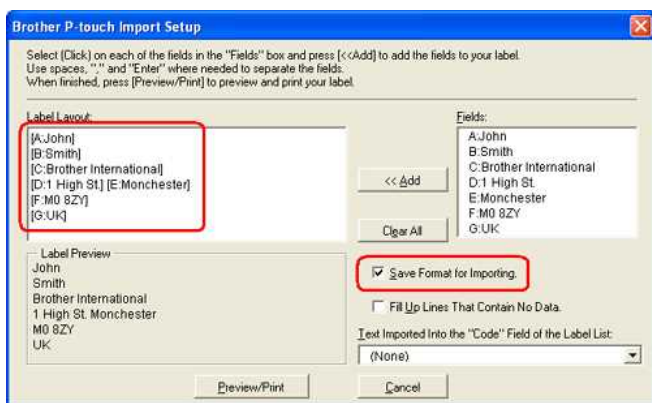 Brother P-touch Import Setup
Select (Click) on each of the fields in the "Fields" box and press [<<Add] to add the fields to your label.
Use spaces, "," and "Enter" where needed to separate the fields.
When finished, press [Preview/Print] to preview and print your label.
Label Layout:
[A:John]
[B:Smith]
[C:Brother International]
[D:1 High St.] [E:Monchester]
[F:M0 8ZY]
[G:UK]
<< Add
Clear All
Fields:
A:John
B:Smith
C:Brother International
D:1 High St.
E:Monchester
F:M0 8ZY
G:UK
Label Preview
John
Smith
Brother International
1 High St. Monchester
M0 8ZY
UK
Save Format for Importing.
Fill Up Lines That Contain No Data.
Text Imported Into the "Code" Field of the Label List:
(None)
Preview/Print
Cancel